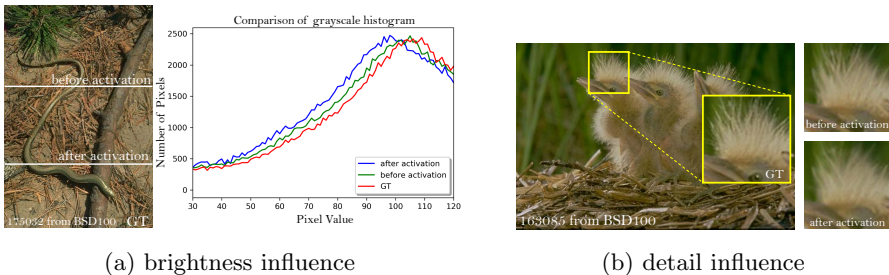 before activation
after activation
175032 from BSD100 GT
Comparison of grayscale histogram
Number of Pixels
2500
2000
1500
1000
500
0
30 40 50 60 70 80 90 100 110 120
Pixel Value
after activation
before activation
GT
(a) brightness influence
GT
163085 from BSD100
before activation
after activation
(b) detail influence